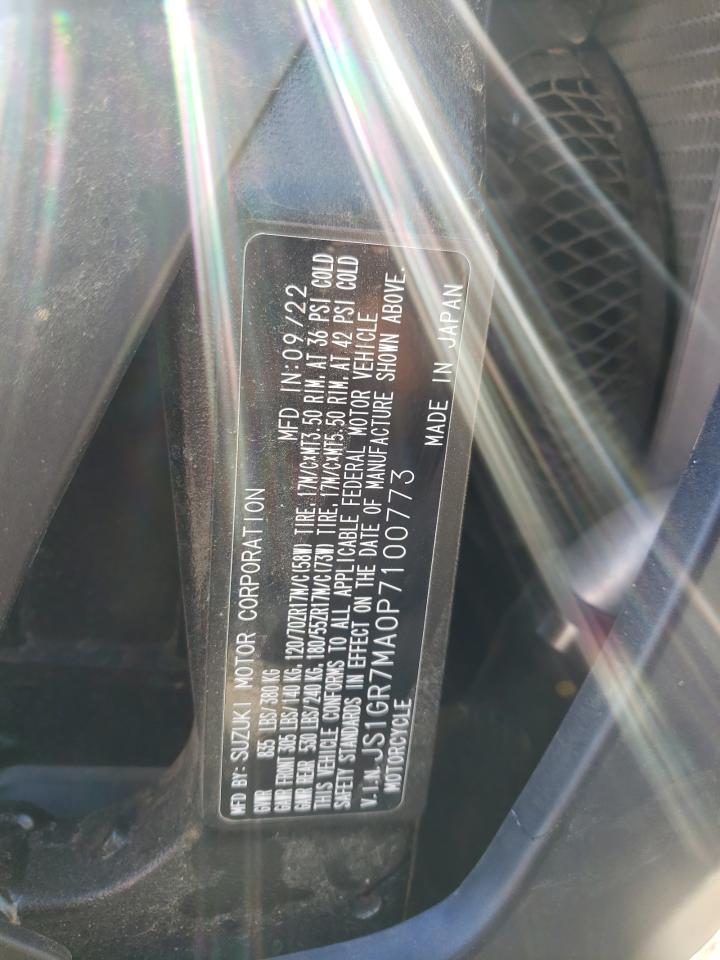 MFD BY: SUZUKI MOTOR CORPORATION MFD IN:09/22
GVWR 835 LBS/380 KG
GAWR FRONT 305 LBS/140 KG, 120/70ZR17M/C(58W) TIRE, 17M/CxMT3.50 RIM, AT 36 PSI COLD
GAWR REAR 530 LBS/240 KG, 180/55ZR17M/C(73W) TIRE, 17M/CxMT5.50 RIM, AT 42 PSI COLD
THIS VEHICLE CONFORMS TO ALL APPLICABLE FEDERAL MOTOR VEHICLE
SAFETY STANDARDS IN EFFECT ON THE DATE OF MANUFACTURE SHOWN ABOVE.
V.I.N. JS1GR7MA0P7100773
MOTORCYCLE MADE IN JAPAN